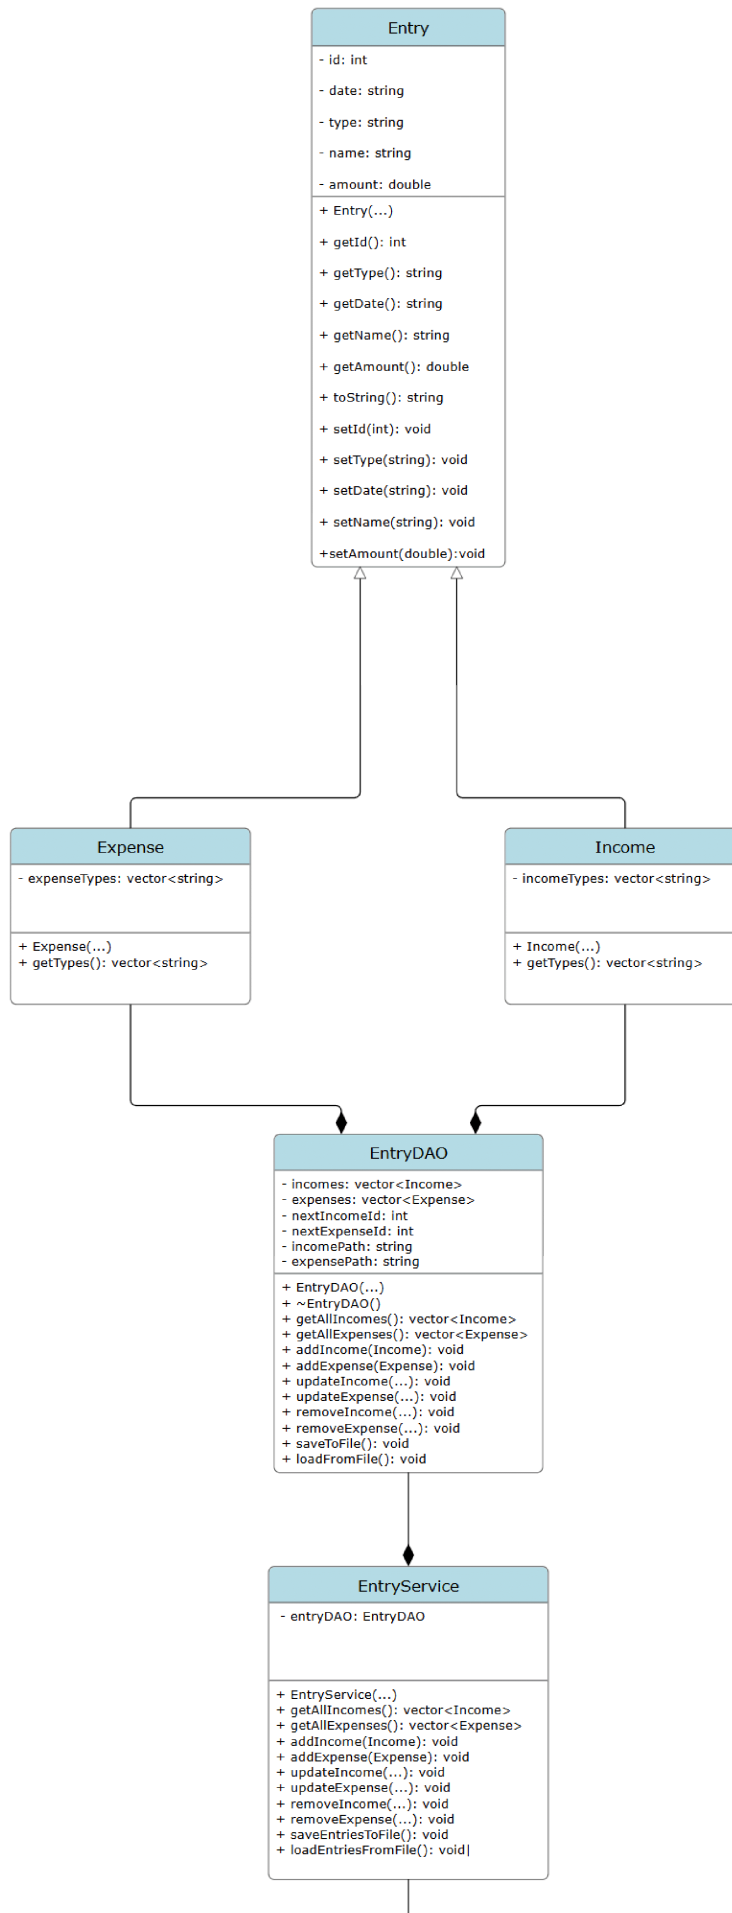 Entry
- id: int
- date: string
- type: string
- name: string
- amount: double
+ Entry(...)
+ getId(): int
+ getType(): string
+ getDate(): string
+ getName(): string
+ getAmount(): double
+ toString(): string
+ setId(int): void
+ setType(string): void
+ setDate(string): void
+ setName(string): void
+setAmount(double):void
Expense
- expenseTypes: vector<string>
+ Expense(...)
+ getTypes(): vector<string>
Income
- incomeTypes: vector<string>
+ Income(...)
+ getTypes(): vector<string>
EntryDAO
- incomes: vector<Income>
- expenses: vector<Expense>
- nextIncomeId: int
- nextExpenseId: int
- incomePath: string
- expensePath: string
+ EntryDAO(...)
+ ~EntryDAO()
+ getAllIncomes(): vector<Income>
+ getAllExpenses(): vector<Expense>
+ addIncome(Income): void
+ addExpense(Expense): void
+ updateIncome(...): void
+ updateExpense(...): void
+ removeIncome(...): void
+ removeExpense(...): void
+ saveToFile(): void
+ loadFromFile(): void
EntryService
- entryDAO: EntryDAO
+ EntryService(...)
+ getAllIncomes(): vector<Income>
+ getAllExpenses(): vector<Expense>
+ addIncome(Income): void
+ addExpense(Expense): void
+ updateIncome(...): void
+ updateExpense(...): void
+ removeIncome(...): void
+ removeExpense(...): void
+ saveEntriesToFile(): void
+ loadEntriesFromFile(): void|